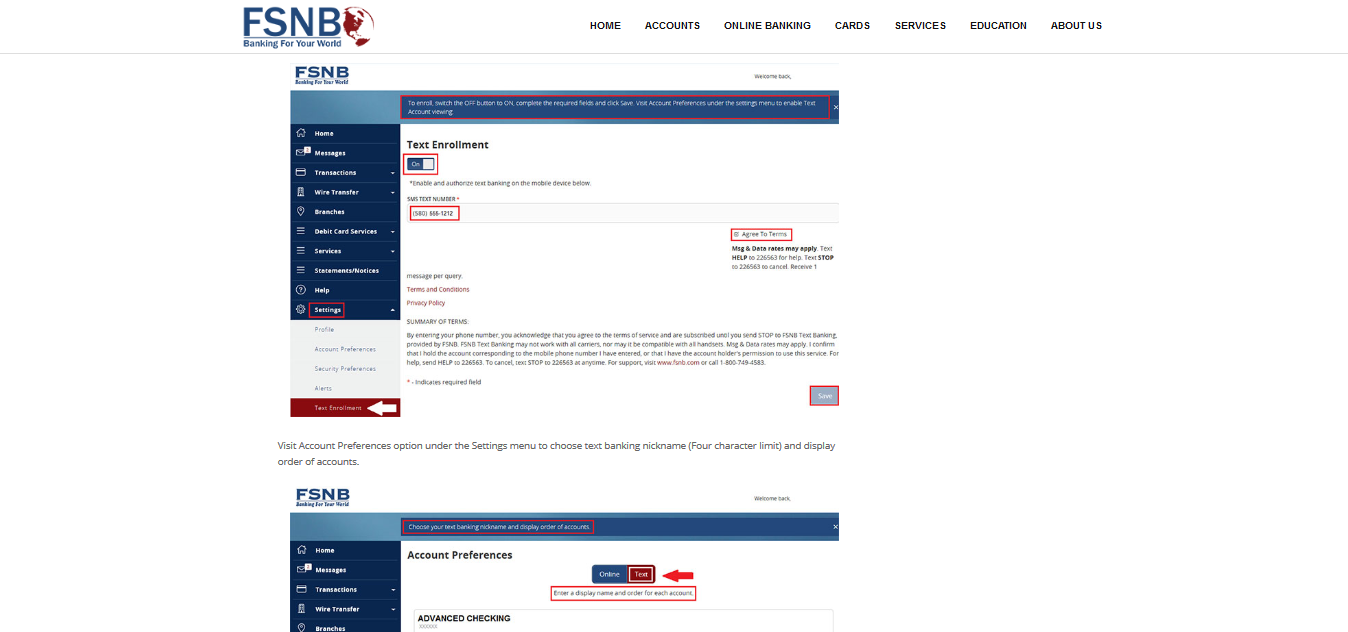 FSNB
Banking For Your World
HOME ACCOUNTS ONLINE BANKING CARDS SERVICES EDUCATION ABOUT US
FSNB
Banking For Your World
Welcome back,
To enroll, switch the OFF button to ON, complete the required fields and click Save. Visit Account Preferences under the settings menu to enable Text
Account viewing.
×
Home
Messages
Transactions
Wire Transfer
Branches
Debit Card Services
Services
Statements/Notices
Help
Settings
Profile
Account Preferences
Security Preferences
Alerts
Text Enrollment
Text Enrollment
On
*Enable and authorize text banking on the mobile device below.
SMS TEXT NUMBER *
(580) 555-1212
Agree To Terms
Msg & Data rates may apply. Text
HELP to 226563 for help. Text STOP
to 226563 to cancel. Receive 1
message per query.
Terms and Conditions
Privacy Policy
SUMMARY OF TERMS:
By entering your phone number, you acknowledge that you agree to the terms of service and are subscribed until you send STOP to FSNB Text Banking,
provided by FSNB. FSNB Text Banking may not work with all carriers, nor may it be compatible with all handsets. Msg & Data rates may apply. I confirm
that I hold the account corresponding to the mobile phone number I have entered, or that I have the account holder's permission to use this service. For
help, send HELP to 226563. To cancel, text STOP to 226563 at anytime. For support, visit www.fsnb.com or call 1-800-749-4583.
* - Indicates required field
Save
Visit Account Preferences option under the Settings menu to choose text banking nickname (Four character limit) and display
order of accounts.
FSNB
Banking For Your World
Welcome back,
Choose your text banking nickname and display order of accounts.
×
Home
Messages
Transactions
Wire Transfer
Branches
Account Preferences
Online Text
Enter a display name and order for each account.
ADVANCED CHECKING
XXXXXX